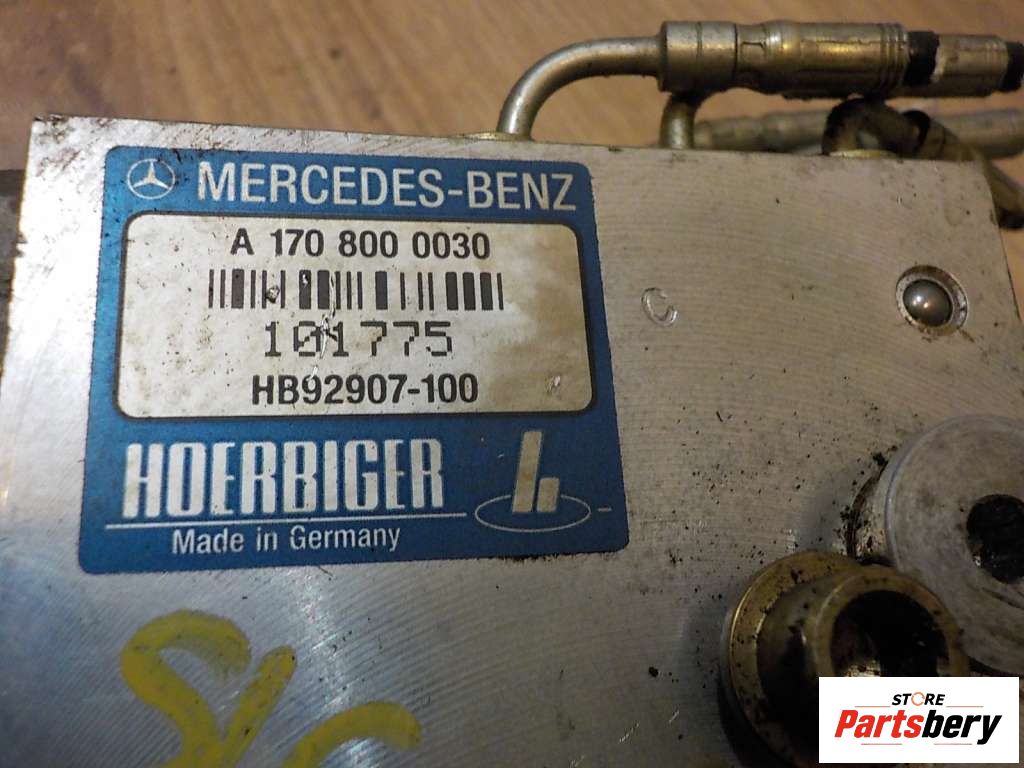 MERCEDES-BENZ
A 170 800 0030
101775
HB92907-100
HOERBIGER
Made in Germany
C
STORE
Partsbery